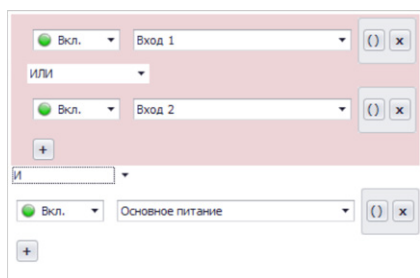 Вкл. Вход 1 () x
ИЛИ
Вкл. Вход 2 () x
+
И
Вкл. Основное питание () x
+